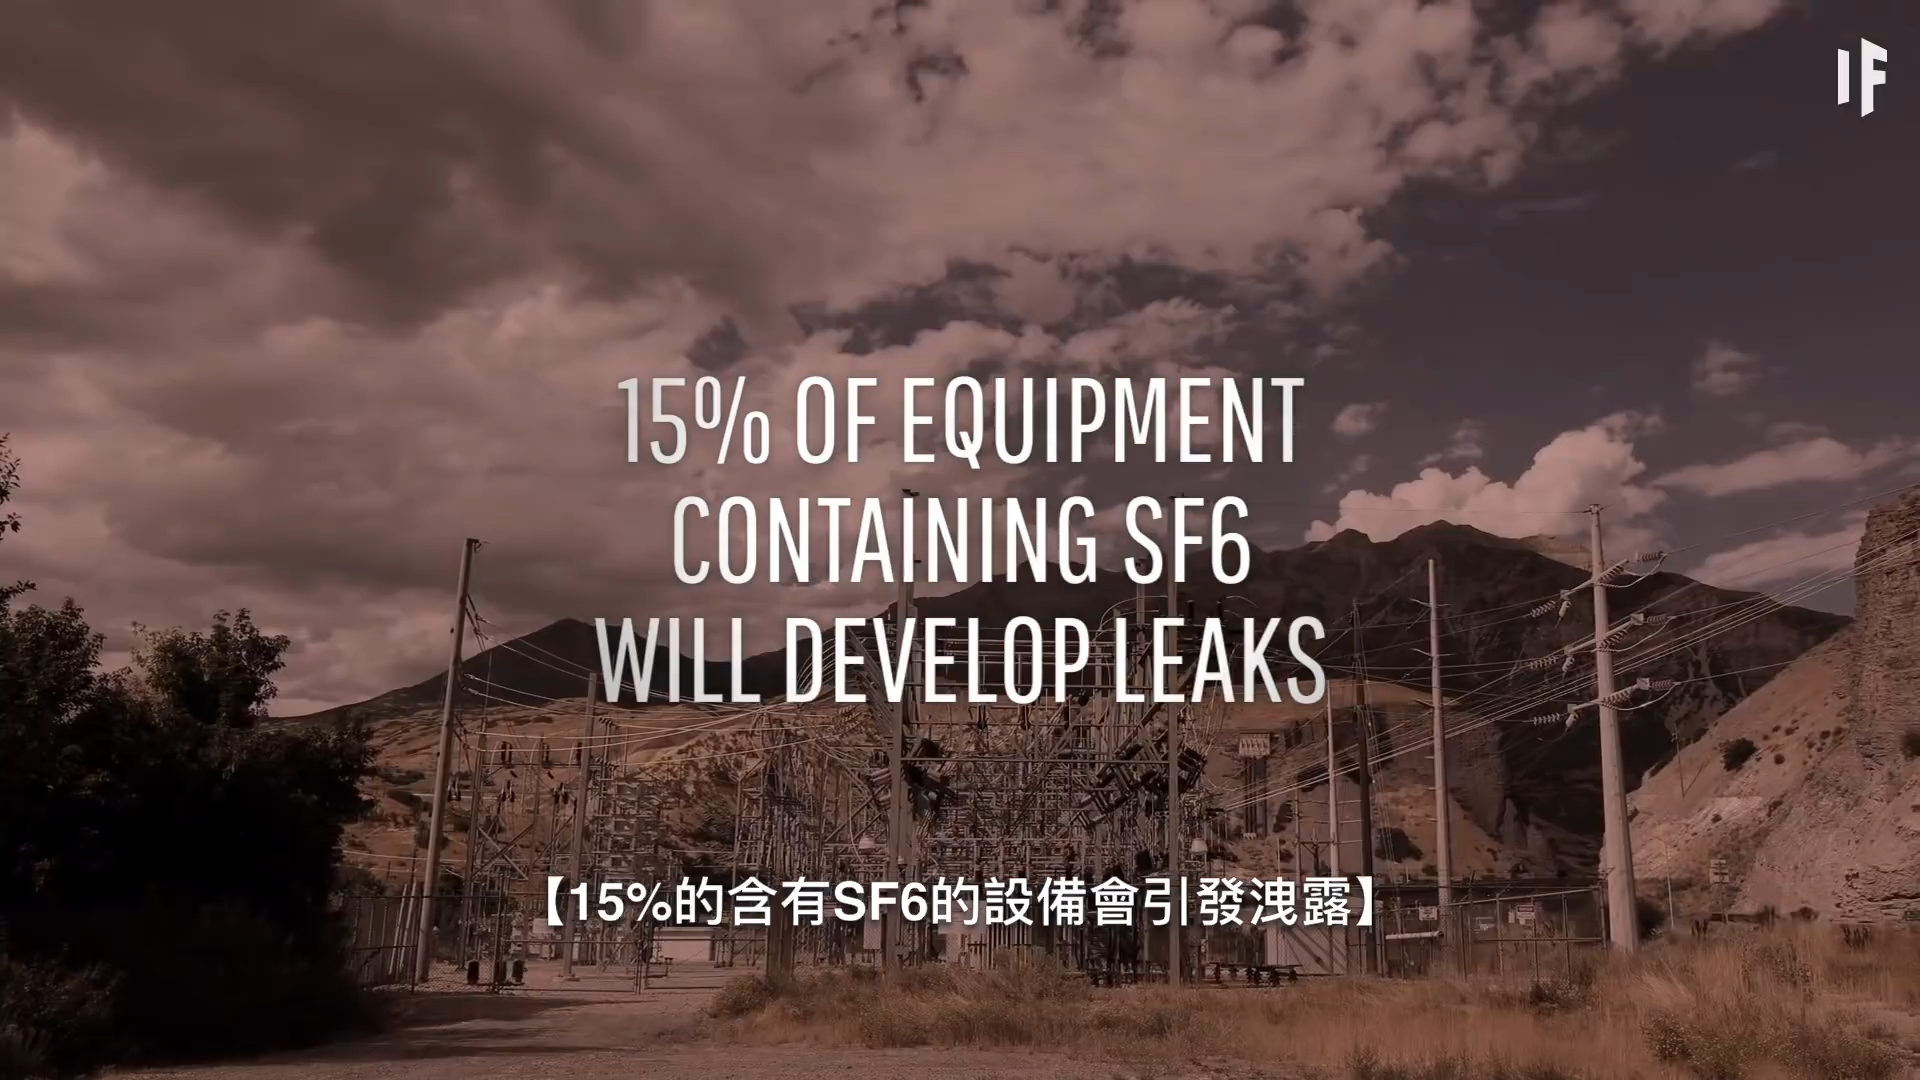 IF
15% OF EQUIPMENT
CONTAINING SF6
WILL DEVELOP LEAKS
【15%的含有SF6的設備會引發洩露】